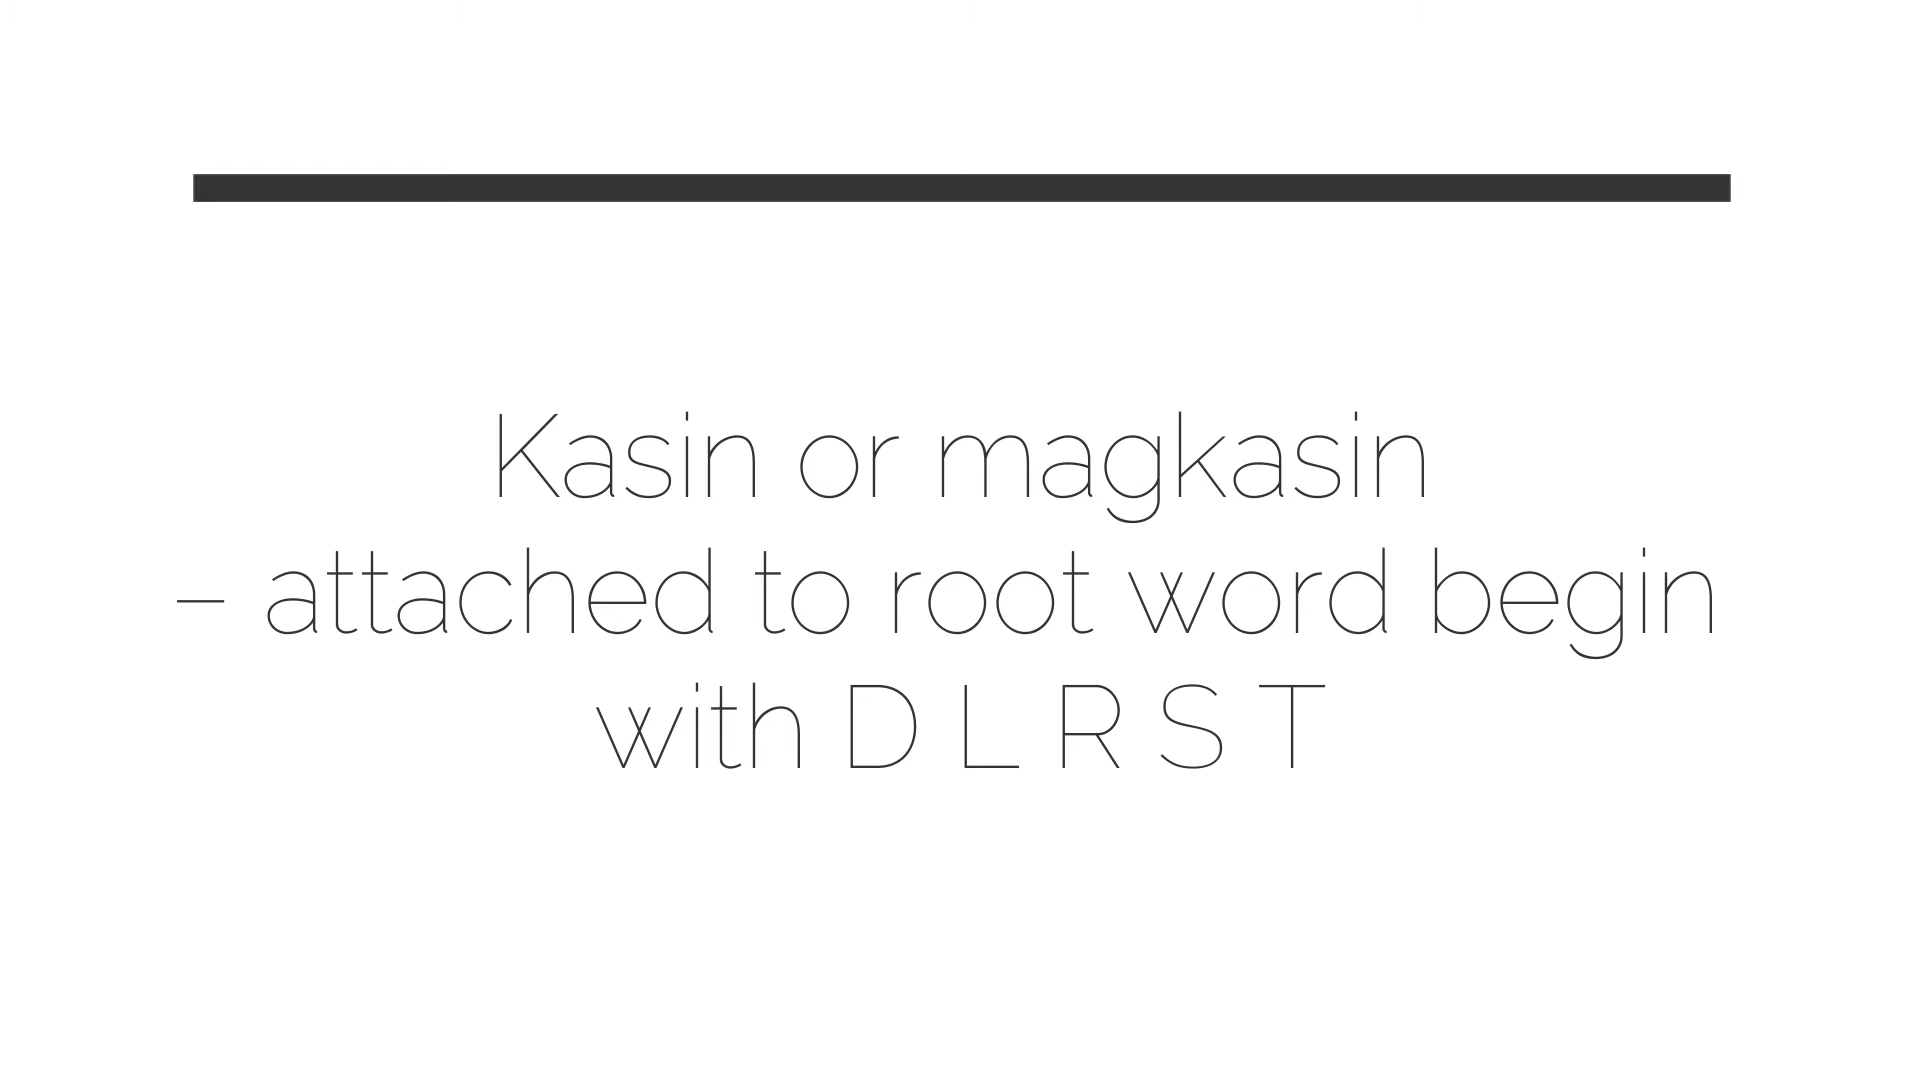 Kasin or magkasin
– attached to root word begin
with D L R S T